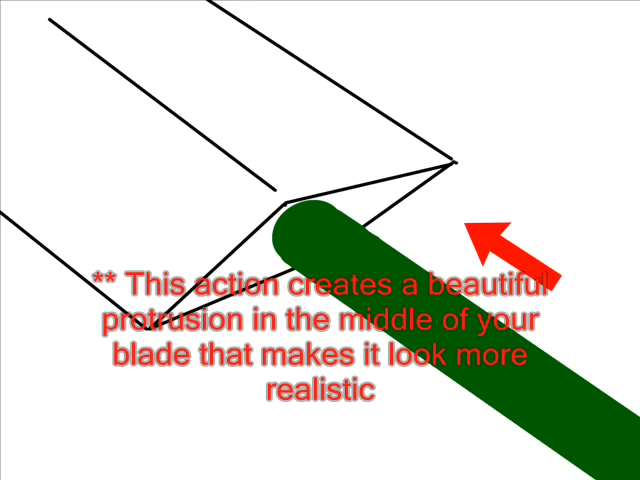 ** This action creates a beautiful
protrusion in the middle of your
blade that makes it look more
realistic